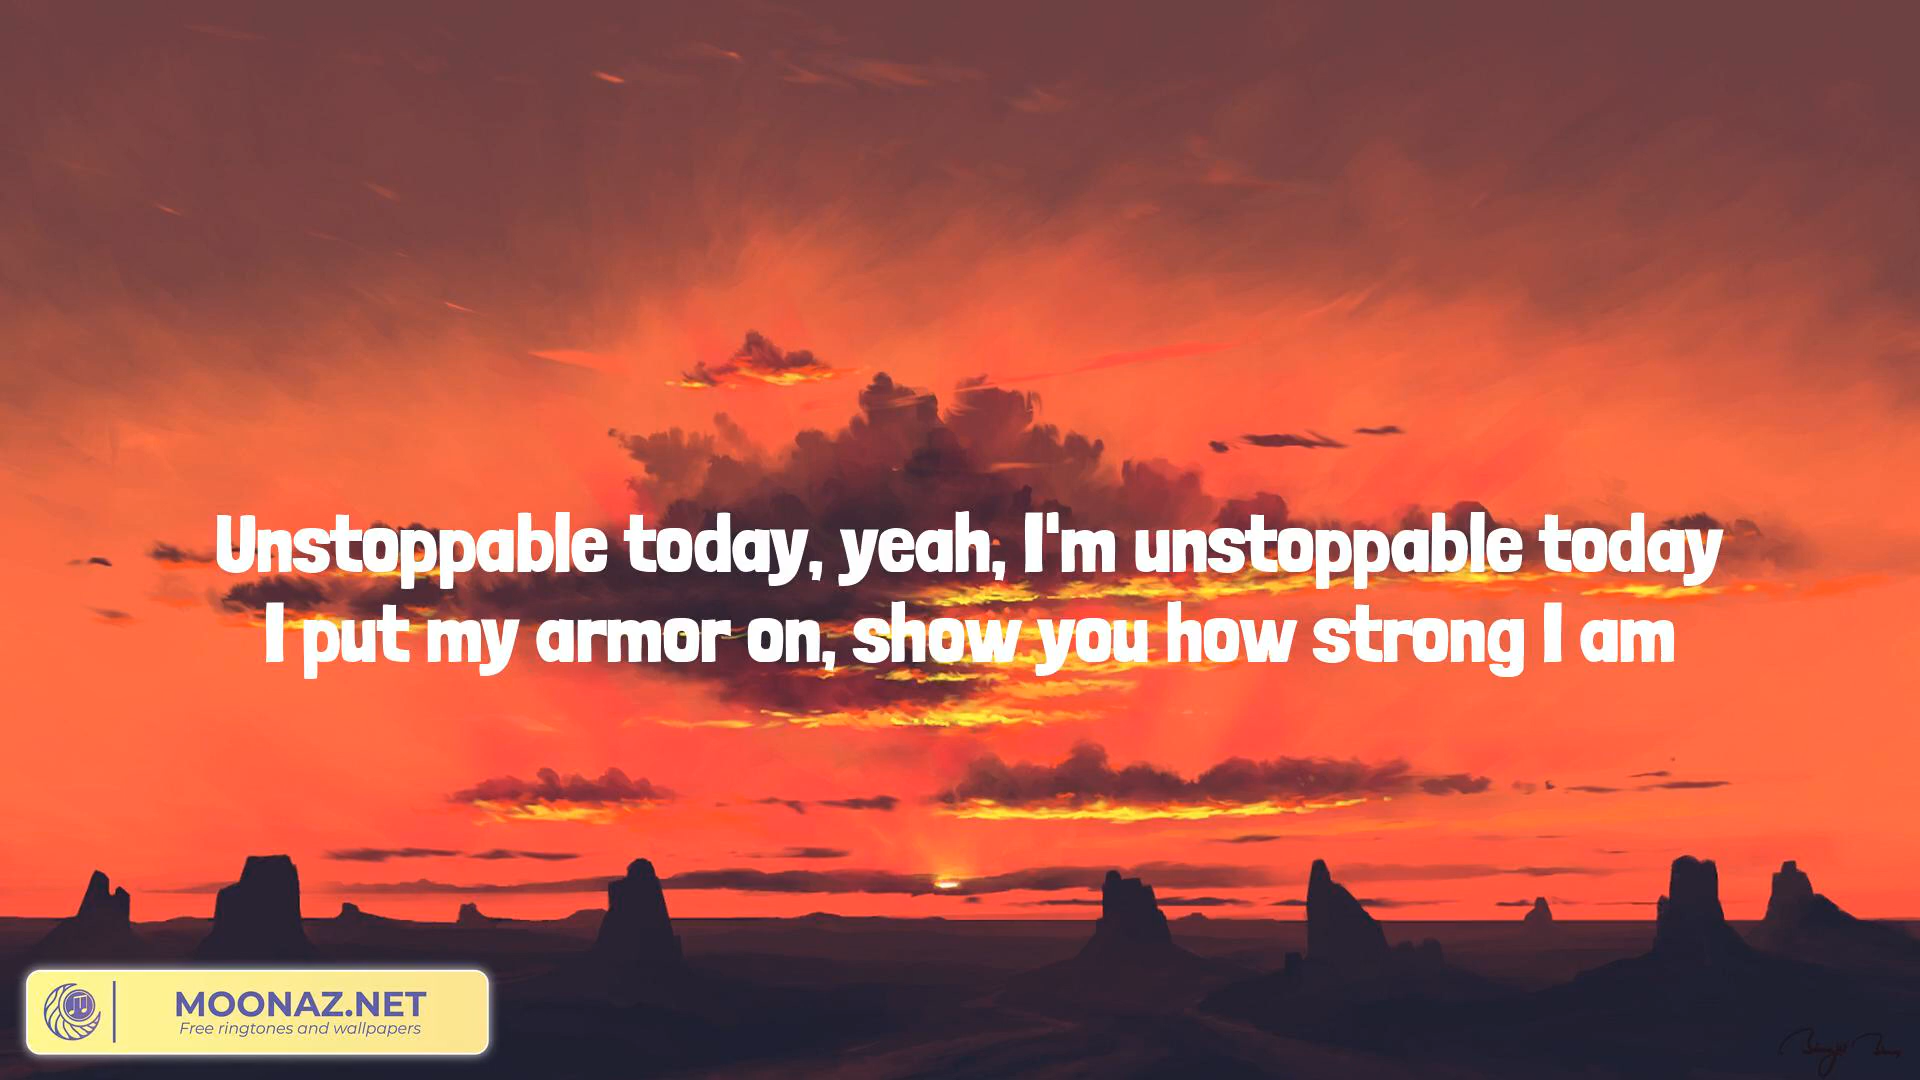 Unstoppable today, yeah, I'm unstoppable today
I put my armor on, show you how strong I am
MOONAZ.NET
Free ringtones and wallpapers